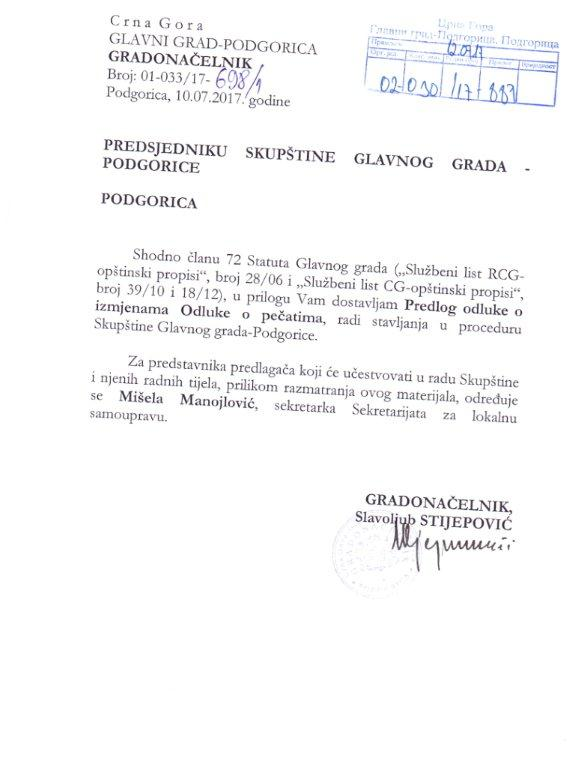 Crna Gora
GLAVNI GRAD-PODGORICA
GRADONAČELNIK
Broj: 01-033/17-698/1
Podgorica, 10.07.2017. godine
Црна Гора
Главни град-Подгорица, Подгорица
02-030 /17- 889
PREDSJEDNIKU SKUPŠTINE GLAVNOG GRADA -
PODGORICE
PODGORICA
Shodno članu 72 Statuta Glavnog grada („Službeni list RCG-
opštinski propisi“, broj 28/06 i „Službeni list CG-opštinski propisi“,
broj 39/10 i 18/12), u prilogu Vam dostavljam Predlog odluke o
izmjenama Odluke o pečatima, radi stavljanja u proceduru
Skupštine Glavnog grada-Podgorice.
Za predstavnika predlagača koji će učestvovati u radu Skupštine
i njenih radnih tijela, prilikom razmatranja ovog materijala, određuje
se Mišela Manojlović, sekretarka Sekretarijata za lokalnu
samoupravu.
GRADONAČELNIK,
Slavoljub STIJEPOVIĆ